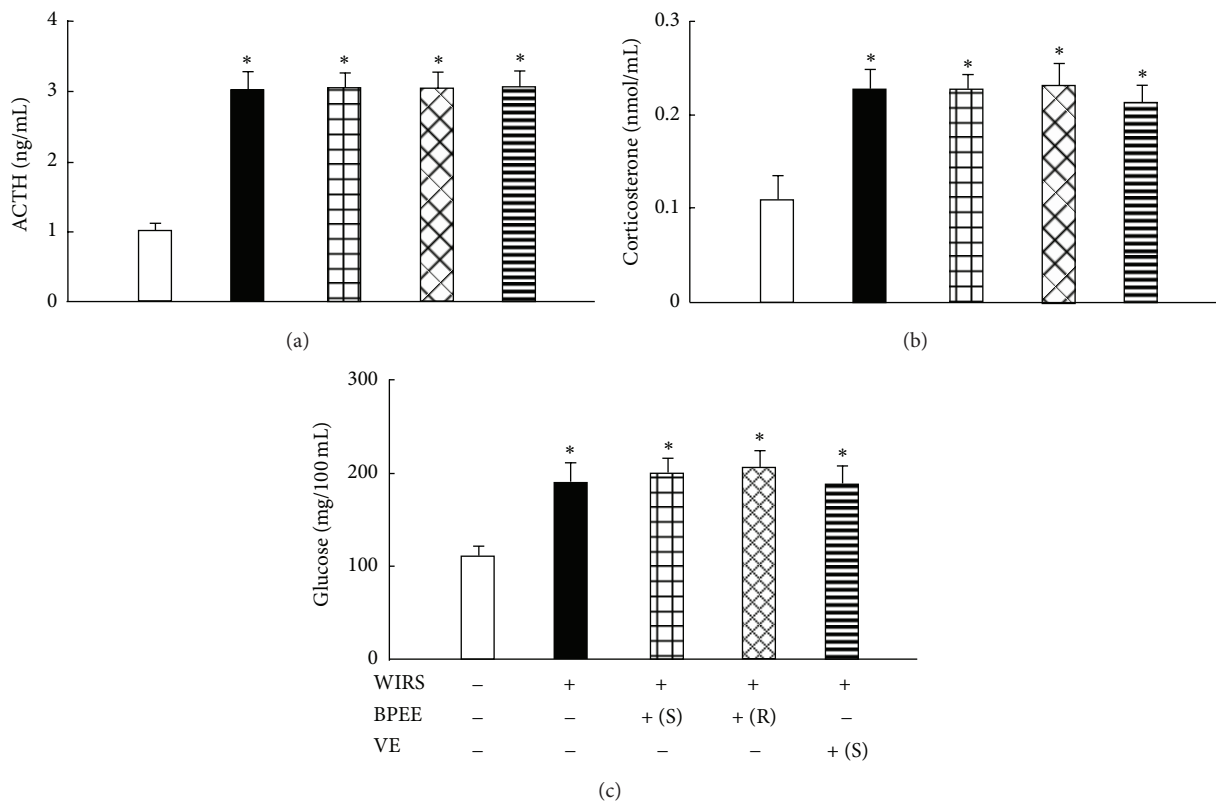 4
3
2
1
0
ACTH (ng/mL)
* * * *
(a)
0.3
0.2
0.1
0
Corticosterone (nmol/mL)
* * * *
(b)
300
200
100
0
Glucose (mg/100 mL)
* * * *
WIRS – + + + +
BPEE – – + (S) + (R) –
VE – – – – + (S)
(c)